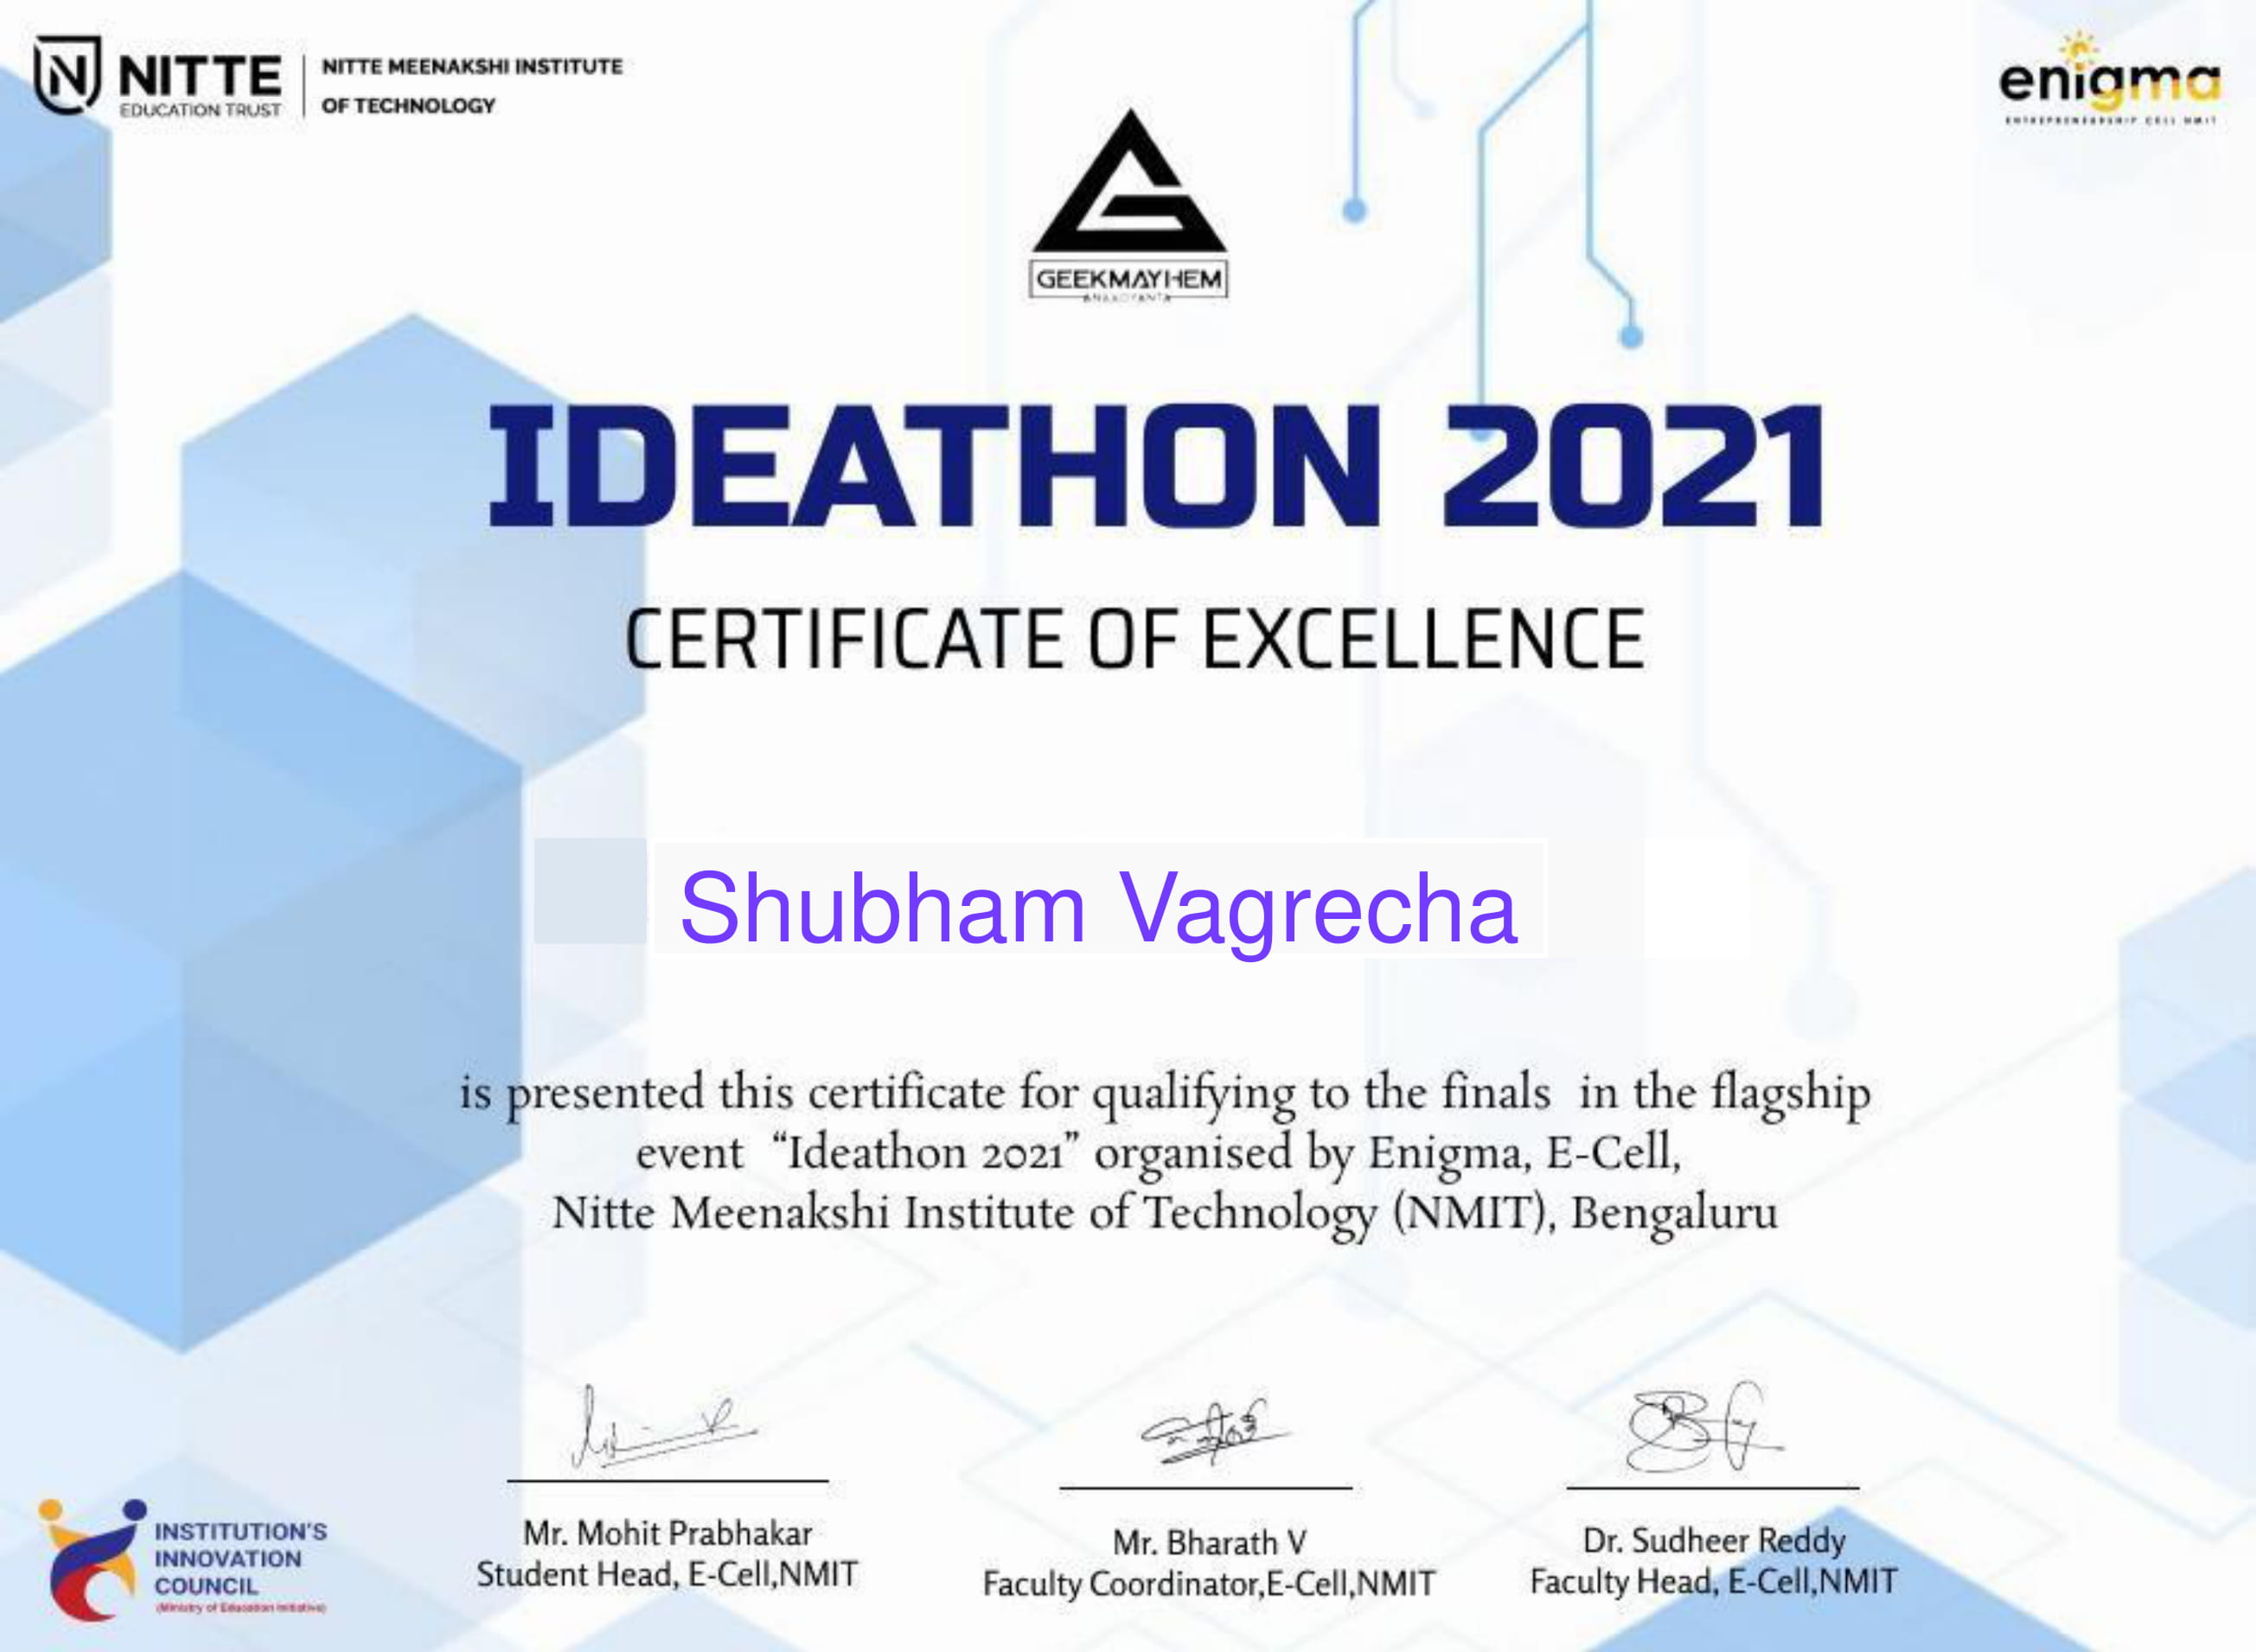 NITTE
EDUCATION TRUST
NITTE MEENAKSHI INSTITUTE
OF TECHNOLOGY
enigma
ENTREPRENEURSHIP CELL NMIT
GEEKMAYHEM
IDEATHON 2021
CERTIFICATE OF EXCELLENCE
Shubham Vagrecha
is presented this certificate for qualifying to the finals in the flagship
event “Ideathon 2021” organised by Enigma, E-Cell,
Nitte Meenakshi Institute of Technology (NMIT), Bengaluru
Mr. Mohit Prabhakar
Student Head, E-Cell,NMIT
Mr. Bharath V
Faculty Coordinator,E-Cell,NMIT
Dr. Sudheer Reddy
Faculty Head, E-Cell,NMIT
INSTITUTION'S
INNOVATION
COUNCIL
(Ministry of Education Initiative)